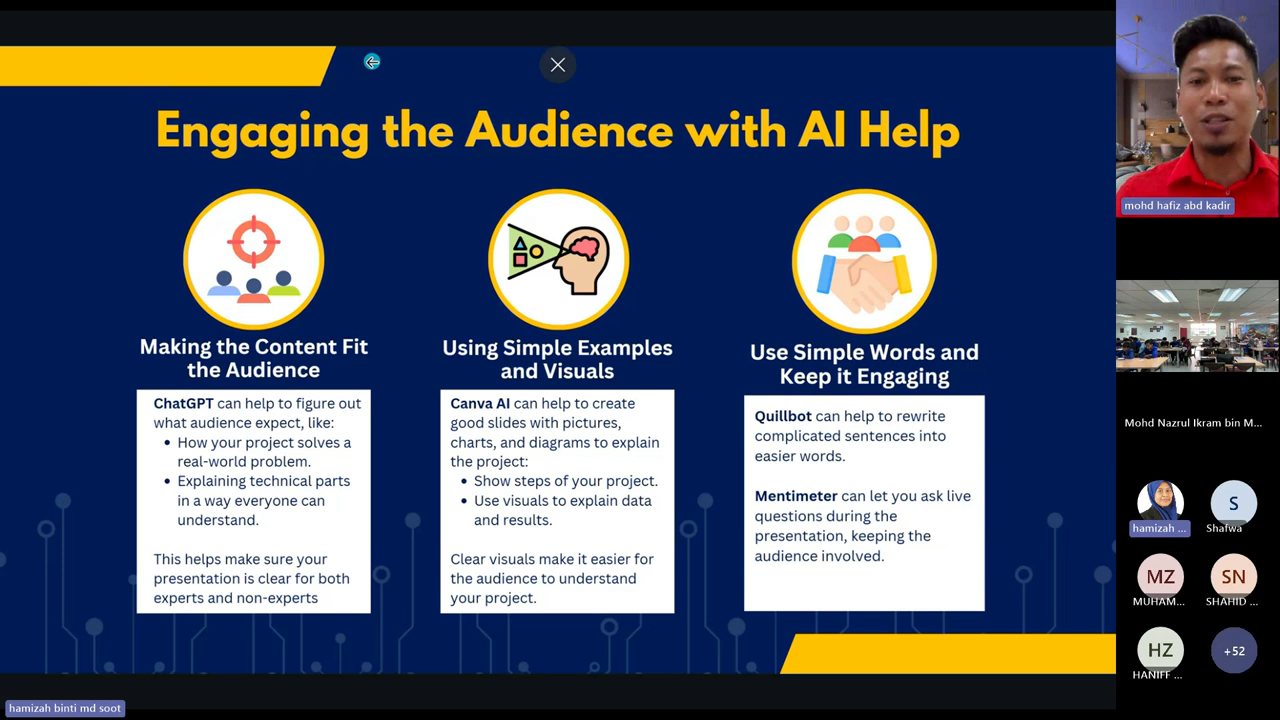 Engaging the Audience with AI Help
Making the Content Fit
the Audience
ChatGPT can help to figure out
what audience expect, like:
• How your project solves a
real-world problem.
• Explaining technical parts
in a way everyone can
understand.
This helps make sure your
presentation is clear for both
experts and non-experts
Using Simple Examples
and Visuals
Canva AI can help to create
good slides with pictures,
charts, and diagrams to explain
the project:
• Show steps of your project.
• Use visuals to explain data
and results.
Clear visuals make it easier for
the audience to understand
your project.
Use Simple Words and
Keep it Engaging
Quillbot can help to rewrite
complicated sentences into
easier words.
Mentimeter can let you ask live
questions during the
presentation, keeping the
audience involved.
mohd hafiz abd kadir
Mohd Nazrul Ikram bin M...
hamizah ...
S
Shafwa
MZ
MUHAM...
SN
SHAHID ...
HZ
HANIFF ...
+52
hamizah binti md soot